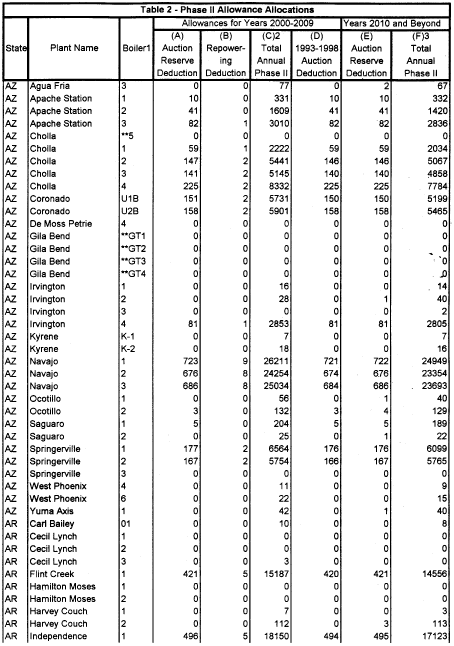 Table 2 - Phase II Allowance Allocations
Allowances for Years 2000-2009 Years 2010 and Beyond
(A) (B) (C)2 (D) (E) (F)3
Auction Repower- Total 1993-1998 Auction Total
State Plant Name Boiler1 Reserve ing Annual Auction Reserve Annual
Deduction Deduction Phase II Deduction Deduction Phase II
AZ Agua Fria 3 0 0 77 0 2 67
AZ Apache Station 1 10 0 331 10 10 332
AZ Apache Station 2 41 0 1609 41 41 1420
AZ Apache Station 3 82 1 3010 82 82 2836
AZ Cholla **5 0 0 0 0 0 0
AZ Cholla 1 59 1 2222 59 59 2034
AZ Cholla 2 147 2 5441 146 146 5067
AZ Cholla 3 141 2 5145 140 140 4858
AZ Cholla 4 225 2 8332 225 225 7784
AZ Coronado U1B 151 2 5731 150 150 5199
AZ Coronado U2B 158 2 5901 158 158 5465
AZ De Moss Petrie 4 0 0 0 0 0 0
AZ Gila Bend **GT1 0 0 0 0 0 0
AZ Gila Bend **GT2 0 0 0 0 0 0
AZ Gila Bend **GT3 0 0 0 0 0 0
AZ Gila Bend **GT4 0 0 0 0 0 0
AZ Irvington 1 0 0 16 0 0 14
AZ Irvington 2 0 0 28 0 1 40
AZ Irvington 3 0 0 0 0 0 2
AZ Irvington 4 81 1 2853 81 81 2805
AZ Kyrene K-1 0 0 7 0 0 7
AZ Kyrene K-2 0 0 18 0 0 16
AZ Navajo 1 723 9 26211 721 722 24949
AZ Navajo 2 676 8 24254 674 676 23354
AZ Navajo 3 686 8 25034 684 686 23693
AZ Ocotillo 1 0 0 56 0 1 40
AZ Ocotillo 2 3 0 132 3 4 129
AZ Saguaro 1 5 0 204 5 5 189
AZ Saguaro 2 0 0 25 0 1 22
AZ Springerville 1 177 2 6564 176 176 6099
AZ Springerville 2 167 2 5754 166 167 5765
AZ Springerville 3 0 0 0 0 0 0
AZ West Phoenix 4 0 0 11 0 0 9
AZ West Phoenix 6 0 0 22 0 0 15
AZ Yuma Axis 1 0 0 42 0 1 40
AR Carl Bailey 01 0 0 10 0 0 8
AR Cecil Lynch 1 0 0 0 0 0 0
AR Cecil Lynch 2 0 0 0 0 0 0
AR Cecil Lynch 3 0 0 3 0 0 0
AR Flint Creek 1 421 5 15187 420 421 14556
AR Hamilton Moses 1 0 0 0 0 0 0
AR Hamilton Moses 2 0 0 0 0 0 0
AR Harvey Couch 1 0 0 7 0 0 3
AR Harvey Couch 2 0 0 112 0 3 113
AR Independence 1 496 5 18150 494 495 17123